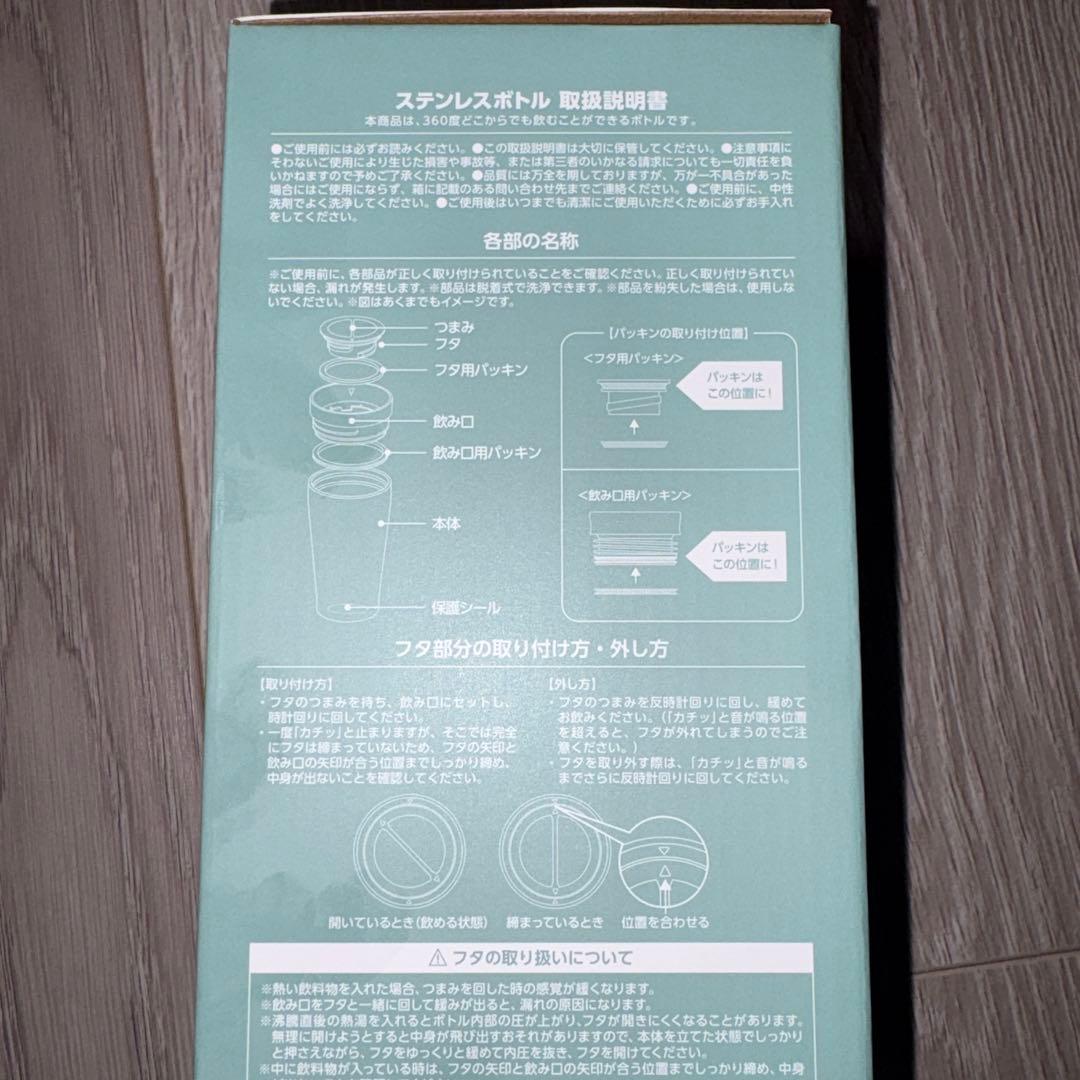 ステンレスボトル 取扱説明書
本商品は、360度どこからでも飲むことができるボトルです。
●ご使用前には必ずお読みください。●この取扱説明書は大切に保管してください。●注意事項に
そわないご使用により生じた損害や事故等、または第三者のいかなる請求についても一切責任を負
いかねますので予めご了承ください。●品質には万全を期しておりますが、万が一不具合があった
場合にはご使用にならず、箱に記載のある問い合わせ先までご連絡ください。●ご使用前に、中性
洗剤でよく洗浄してください。●ご使用後はいつまでも清潔にご使用いただくために必ずお手入れ
をしてください。
各部の名称
※ご使用前に、各部品が正しく取り付けられていることをご確認ください。正しく取り付けられてい
ない場合、漏れが発生します。※部品は脱着式で洗浄できます。※部品を紛失した場合は、使用しな
いでください。※図はあくまでもイメージです。
つまみ
フタ
フタ用パッキン
飲み口
飲み口用パッキン
本体
保護シール
【パッキンの取り付け位置】
<フタ用パッキン>
パッキンは
この位置に!
<飲み口用パッキン>
パッキンは
この位置に!
フタ部分の取り付け方・外し方
【取り付け方】
・フタのつまみを持ち、飲み口にセットし、
時計回りに回してください。
・一度「カチッ」と止まりますが、そこでは完全
にフタは締まっていないため、フタの矢印と
飲み口の矢印が合う位置までしっかり締め、
中身が出ないことを確認してください。
【外し方】
・フタのつまみを反時計回りに回し、緩めて
お飲みください。(「カチッ」と音が鳴る位置
を超えると、フタが外れてしまうのでご注
意ください。)
・フタを取り外す際は、「カチッ」と音が鳴る
までさらに反時計回りに回してください。
開いているとき(飲める状態)
締まっているとき
位置を合わせる
⚠ フタの取り扱いについて
※熱い飲料物を入れた場合、つまみを回した時の感覚が緩くなります。
※飲み口をフタと一緒に回して緩みが出ると、漏れの原因になります。
※沸騰直後の熱湯を入れるとボトル内部の圧が上がり、フタが開きにくくなることがあります。
無理に開けようとすると中身が飛び出すおそれがありますので、本体を立てた状態でしっかり
と押さえながら、フタをゆっくりと緩めて内圧を抜き、フタを開けてください。
※中に飲料物が入っている時は、フタの矢印と飲み口の矢印が合う位置までしっかり締め、中身